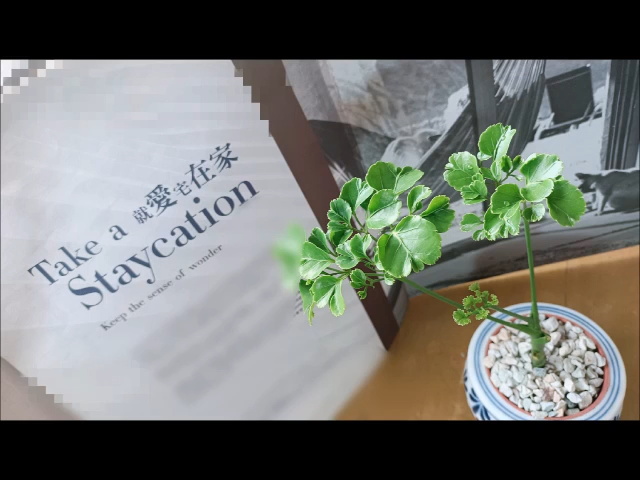 Take a 就愛宅在家
Staycation
Keep the sense of wonder